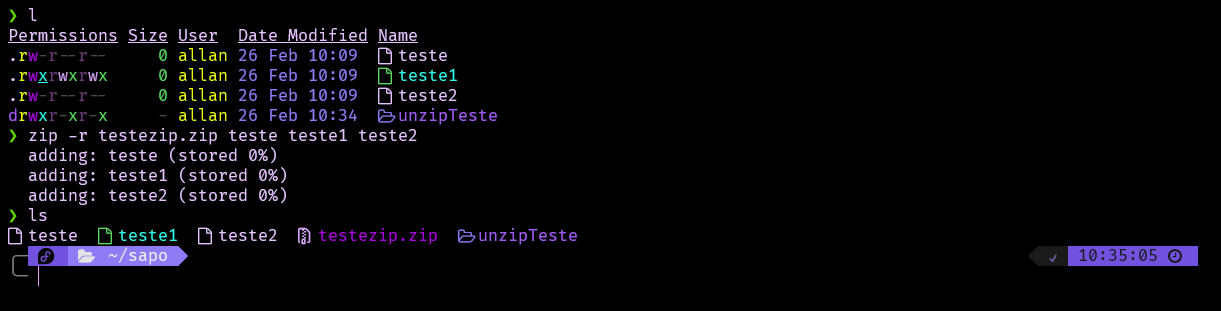 ❯ l
Permissions Size User  Date Modified Name
.rw-r--r--     0 allan 26 Feb 10:09  teste
.rwxrwxrwx     0 allan 26 Feb 10:09  teste1
.rw-r--r--     0 allan 26 Feb 10:09  teste2
drwxr-xr-x     - allan 26 Feb 10:34  unzipTeste
❯ zip -r testezip.zip teste teste1 teste2
  adding: teste (stored 0%)
  adding: teste1 (stored 0%)
  adding: teste2 (stored 0%)
❯ ls
teste  teste1  teste2  testezip.zip  unzipTeste
~/sapo ✓ 10:35:05